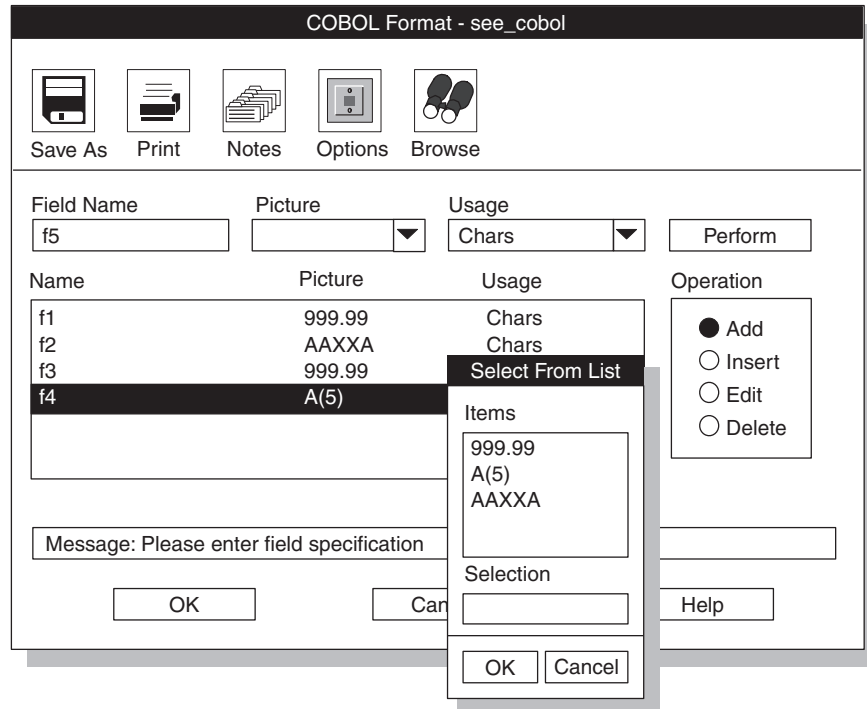 COBOL Format - see_cobol
Save As Print Notes Options Browse
Field Name Picture Usage
f5 Chars Perform
Name Picture Usage Operation
f1 999.99 Chars
f2 AAXXA Chars
f3 999.99
f4 A(5)
Add
Insert
Edit
Delete
Select From List
Items
999.99
A(5)
AAXXA
Selection
OK Cancel
Message: Please enter field specification
OK Can Help